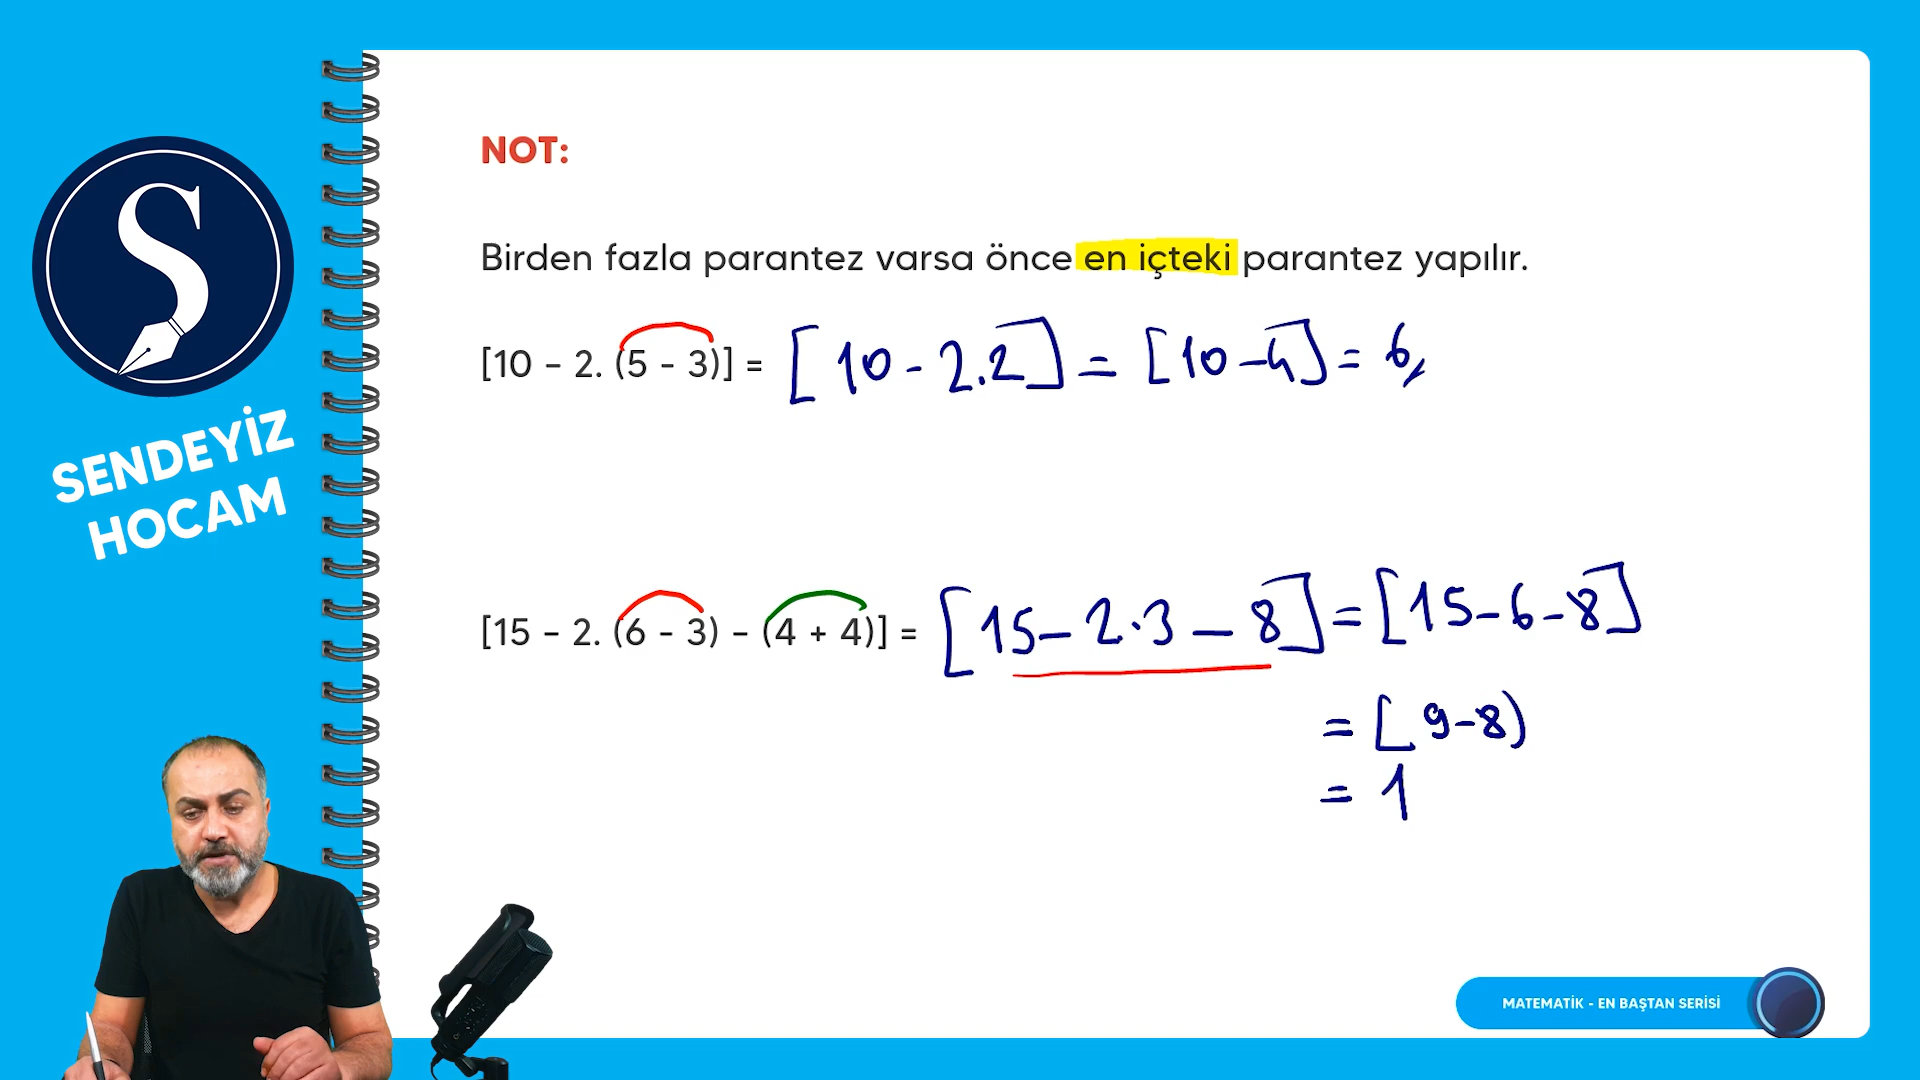 SENDEYİZ
HOCAM
NOT:
Birden fazla parantez varsa önce en içteki parantez yapılır.
[10 - 2. (5 - 3)] = [10 - 2.2] = [10 - 4] = 6
[15 - 2. (6 - 3) - (4 + 4)] = [15 - 2.3 - 8] = [15 - 6 - 8]
= [9 - 8)
= 1
MATEMATİK - EN BAŞTAN SERİSİ